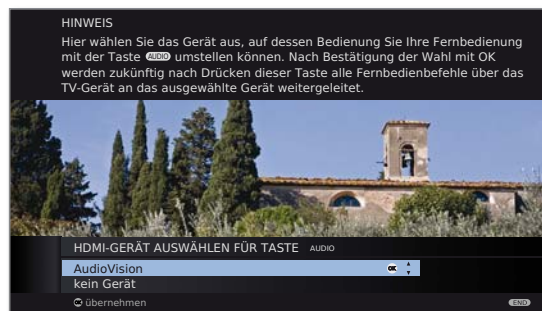 HINWEIS
Hier wählen Sie das Gerät aus, auf dessen Bedienung Sie Ihre Fernbedienung
mit der Taste AUDIO umstellen können. Nach Bestätigung der Wahl mit OK
werden zukünftig nach Drücken dieser Taste alle Fernbedienbefehle über das
TV-Gerät an das ausgewählte Gerät weitergeleitet.
HDMI-GERÄT AUSWÄHLEN FÜR TASTE AUDIO
AudioVision OK
kein Gerät
OK übernehmen END